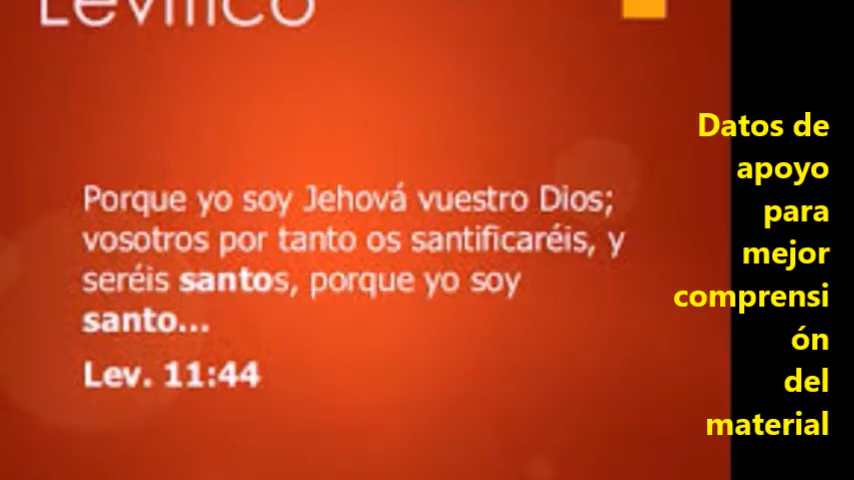 Levítico
Porque yo soy Jehová vuestro Dios;
vosotros por tanto os santificaréis, y
seréis santos, porque yo soy
santo...
Lev. 11:44
Datos de
apoyo
para
mejor
comprensi
ón
del
material